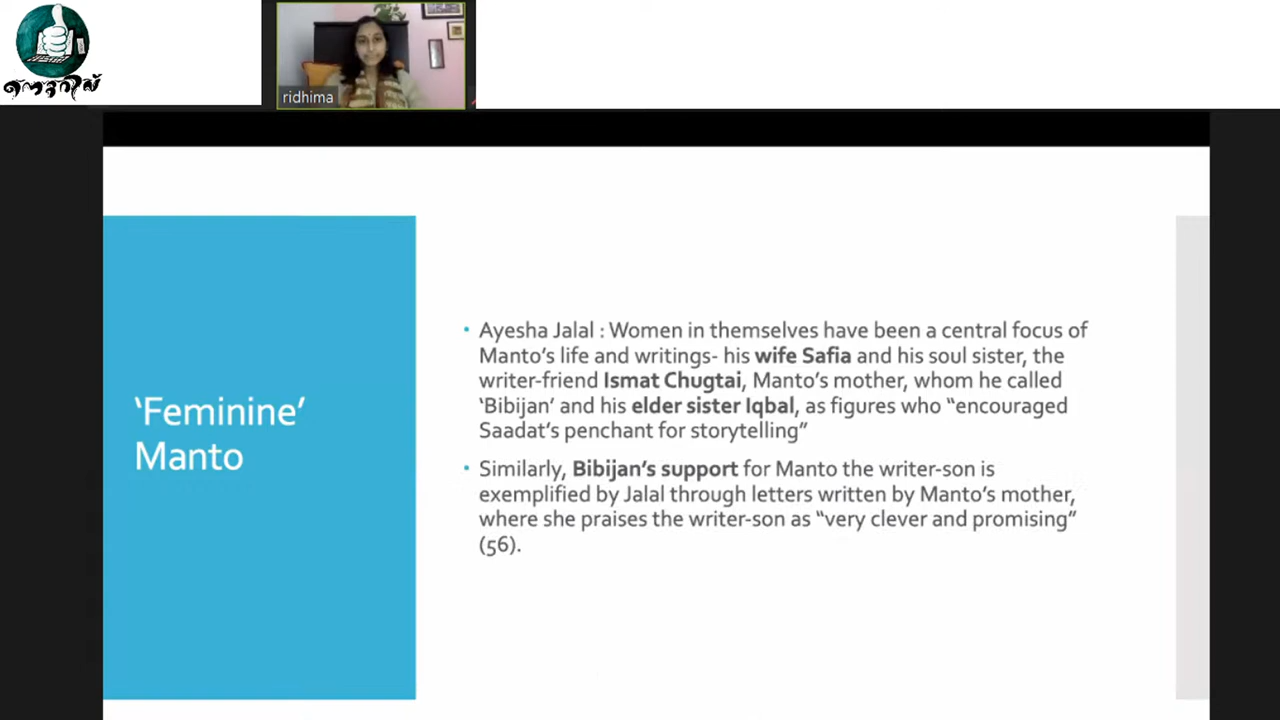 ridhima
‘Feminine’
Manto
• Ayesha Jalal : Women in themselves have been a central focus of
Manto’s life and writings- his wife Safia and his soul sister, the
writer-friend Ismat Chugtai, Manto’s mother, whom he called
‘Bibijan’ and his elder sister Iqbal, as figures who “encouraged
Saadat’s penchant for storytelling”
• Similarly, Bibijan’s support for Manto the writer-son is
exemplified by Jalal through letters written by Manto’s mother,
where she praises the writer-son as “very clever and promising”
(56).